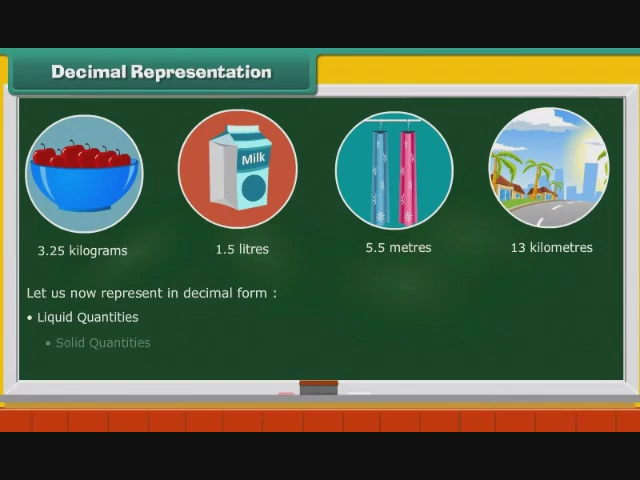 Decimal Representation
Milk
3.25 kilograms
1.5 litres
5.5 metres
13 kilometres
Let us now represent in decimal form :
• Liquid Quantities
• Solid Quantities